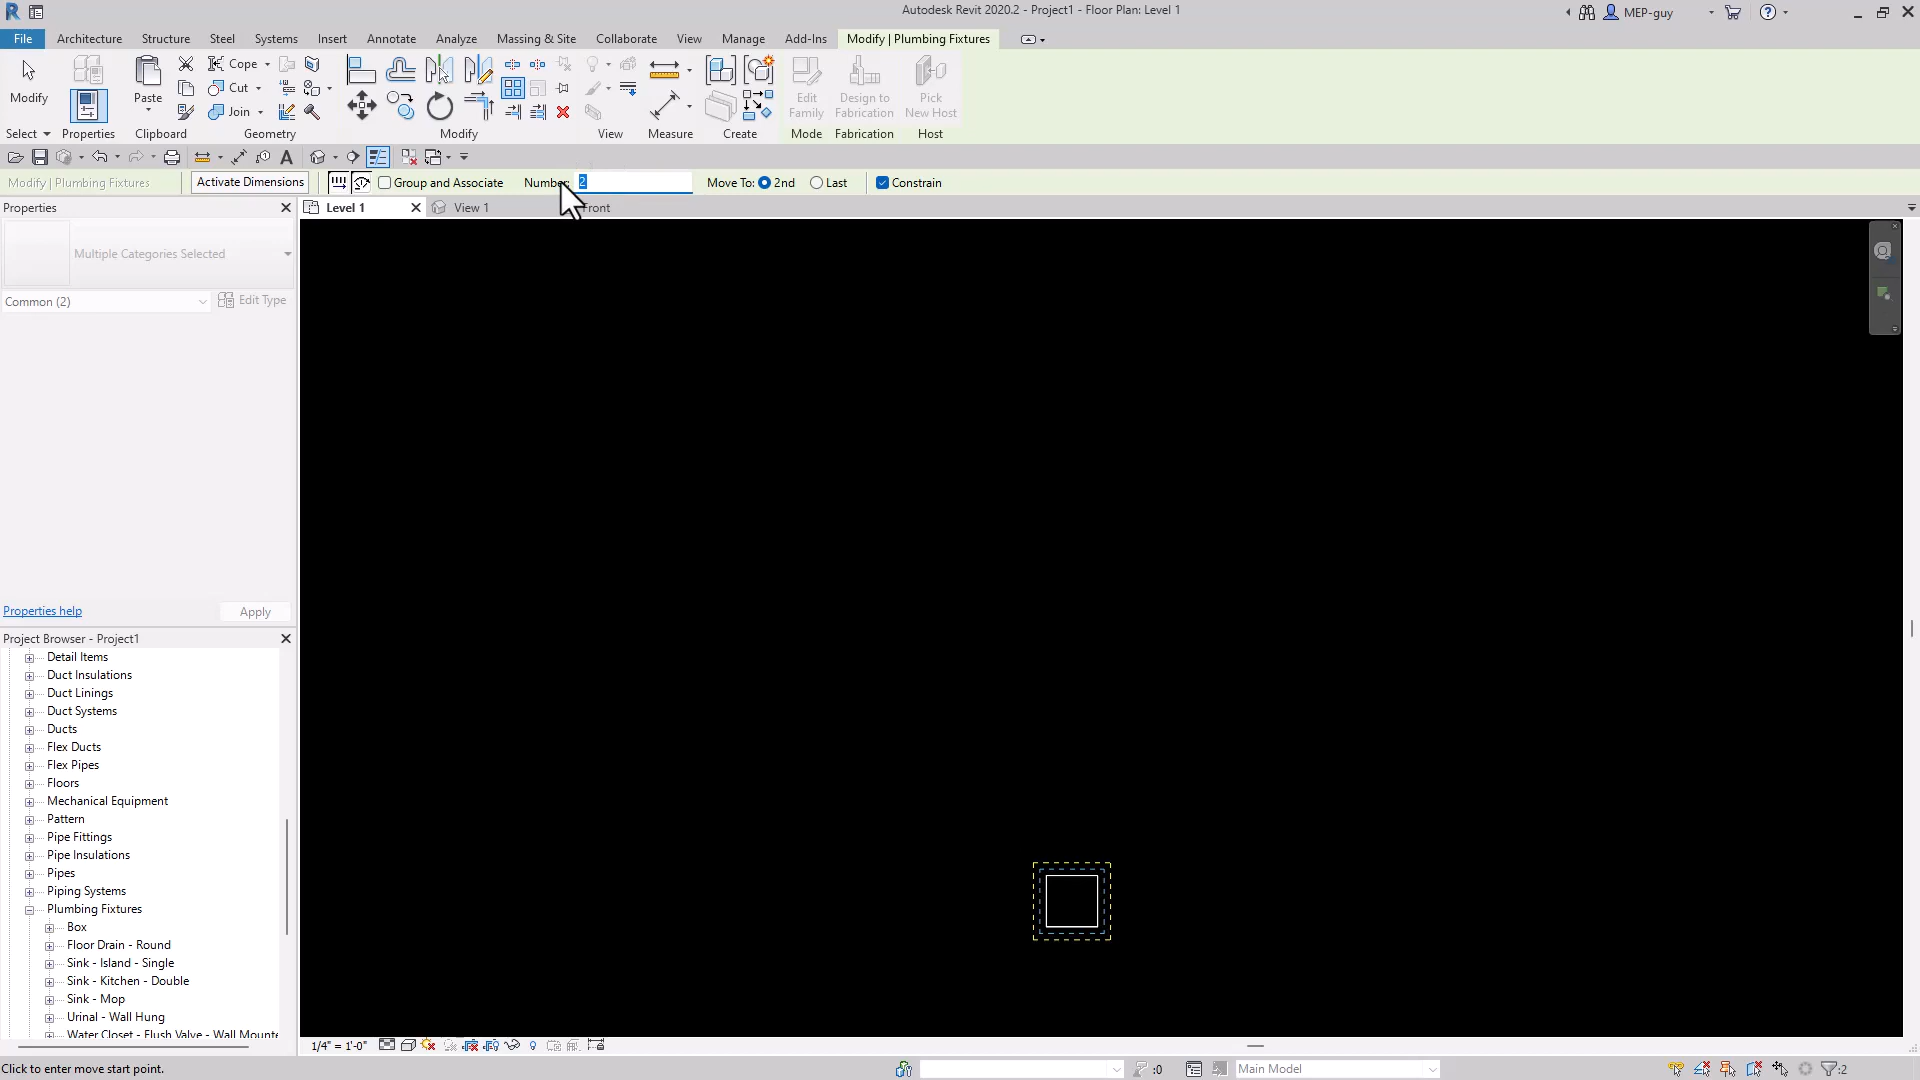 Autodesk Revit 2020.2 - Project1 - Floor Plan: Level 1
MEP-guy
File Architecture Structure Steel Systems Insert Annotate Analyze Massing & Site Collaborate View Manage Add-Ins Modify | Plumbing Fixtures
Modify
Paste
Cope
Cut
Join
Edit Family
Design to Fabrication
Pick New Host
Select Properties Clipboard Geometry Modify View Measure Create Mode Fabrication Host
Modify | Plumbing Fixtures Activate Dimensions Group and Associate Number: 2 Move To: 2nd Last Constrain
Properties
Level 1 View 1 Front
Multiple Categories Selected
Common (2) Edit Type
Properties help Apply
Project Browser - Project1
Detail Items
Duct Insulations
Duct Linings
Duct Systems
Ducts
Flex Ducts
Flex Pipes
Floors
Mechanical Equipment
Pattern
Pipe Fittings
Pipe Insulations
Pipes
Piping Systems
Plumbing Fixtures
Box
Floor Drain - Round
Sink - Island - Single
Sink - Kitchen - Double
Sink - Mop
Urinal - Wall Hung
Water Closet - Flush Valve - Wall Mounte
1/4" = 1'-0"
Click to enter move start point.
:0
Main Model
:2